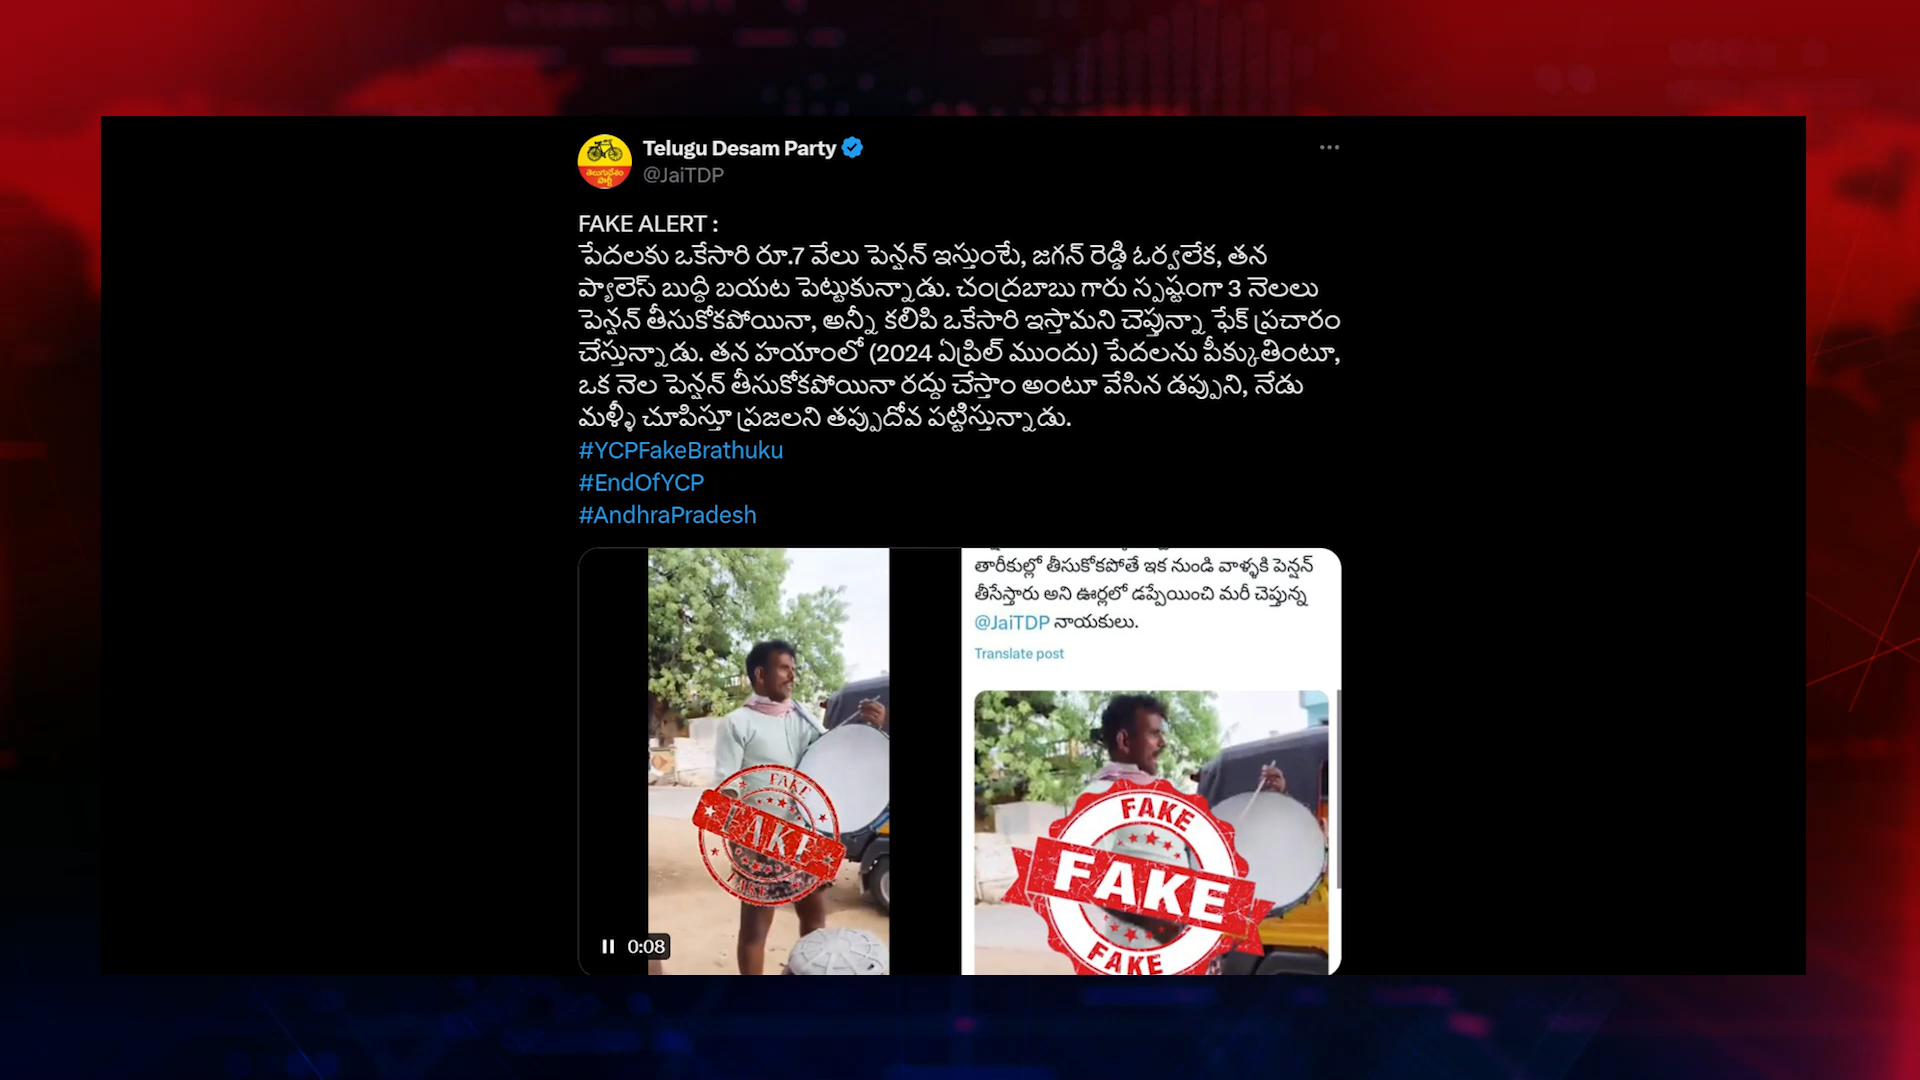 Telugu Desam Party
@JaiTDP
తెలుగుదేశం
పార్టీ
FAKE ALERT :
పేదలకు ఒకేసారి రూ.7 వేలు పెన్షన్ ఇస్తుంటే, జగన్ రెడ్డి ఓర్వలేక, తన
ప్యాలెస్ బుద్ధి బయట పెట్టుకున్నాడు. చంద్రబాబు గారు స్పష్టంగా 3 నెలలు
పెన్షన్ తీసుకోకపోయినా, అన్నీ కలిపి ఒకేసారి ఇస్తామని చెప్తున్నా ఫేక్ ప్రచారం
చేస్తున్నాడు. తన హయాంలో (2024 ఏప్రిల్ ముందు) పేదలను పీక్కుతింటూ,
ఒక నెల పెన్షన్ తీసుకోకపోయినా రద్దు చేస్తాం అంటూ వేసిన డప్పుని, నేడు
మళ్ళీ చూపిస్తూ ప్రజలని తప్పుదోవ పట్టిస్తున్నాడు.
#YCPFakeBrathuku
#EndOfYCP
#AndhraPradesh
తారీకుల్లో తీసుకోకపోతే ఇక నుండి వాళ్ళకి పెన్షన్
తీసేస్తారు అని ఊర్లలో డప్పేయించి మరీ చెప్తున్న
@JaiTDP నాయకులు.
Translate post
FAKE
FAKE
FAKE
FAKE
FAKE
FAKE
0:08